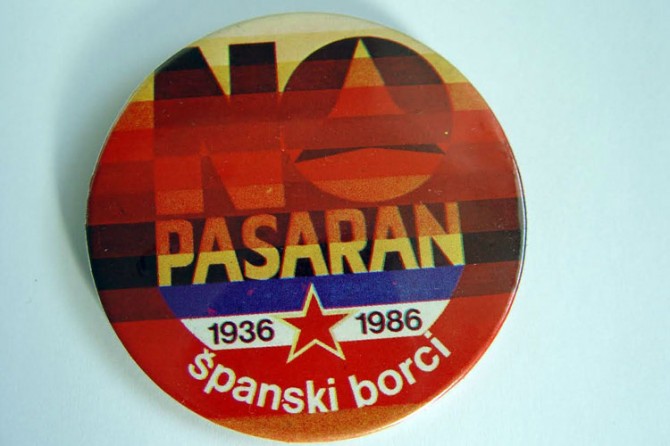 NO
PASARAN
1936 1986
španski borci